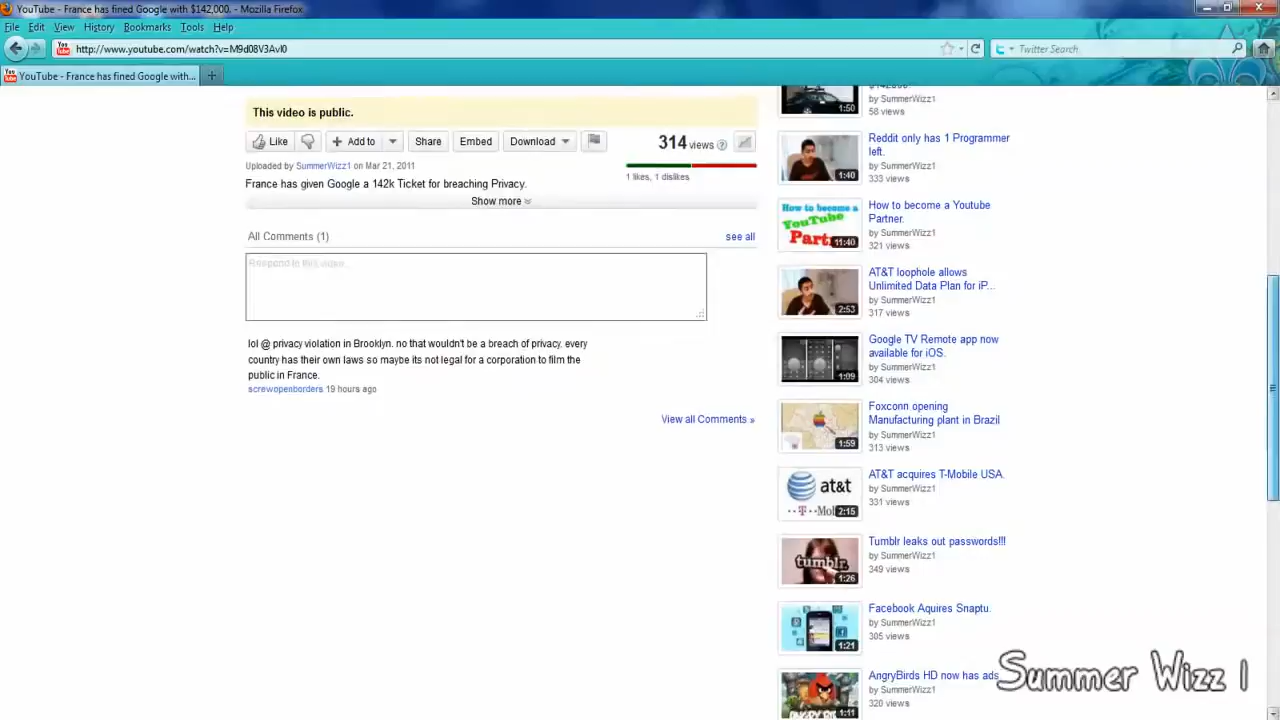 YouTube - France has fined Google with $142,000. - Mozilla Firefox
File Edit View History Bookmarks Tools Help
http://www.youtube.com/watch?v=M9d08V3AvI0
Twitter Search
YouTube - France has fined Google with...
This video is public.
Like
Add to
Share
Embed
Download
314 views
Uploaded by SummerWizz1 on Mar 21, 2011
1 likes, 1 dislikes
France has given Google a 142k Ticket for breaching Privacy.
Show more
All Comments (1)
see all
Respond to this video...
lol @ privacy violation in Brooklyn. no that wouldn't be a breach of privacy. every
country has their own laws so maybe its not legal for a corporation to film the
public in France.
screwopenborders 19 hours ago
View all Comments »
1:50
by SummerWizz1
58 views
1:40
Reddit only has 1 Programmer
left.
by SummerWizz1
333 views
How to become a
YouTube
Part
11:40
How to become a Youtube
Partner.
by SummerWizz1
321 views
2:53
AT&T loophole allows
Unlimited Data Plan for iP...
by SummerWizz1
317 views
1:09
Google TV Remote app now
available for iOS.
by SummerWizz1
304 views
1:59
Foxconn opening
Manufacturing plant in Brazil
by SummerWizz1
313 views
at&t
T-Mo
2:15
AT&T acquires T-Mobile USA.
by SummerWizz1
331 views
tumblr.
1:26
Tumblr leaks out passwords!!!
by SummerWizz1
349 views
1:21
Facebook Aquires Snaptu.
by SummerWizz1
305 views
1:11
AngryBirds HD now has ads
by SummerWizz1
320 views
Summer Wizz 1